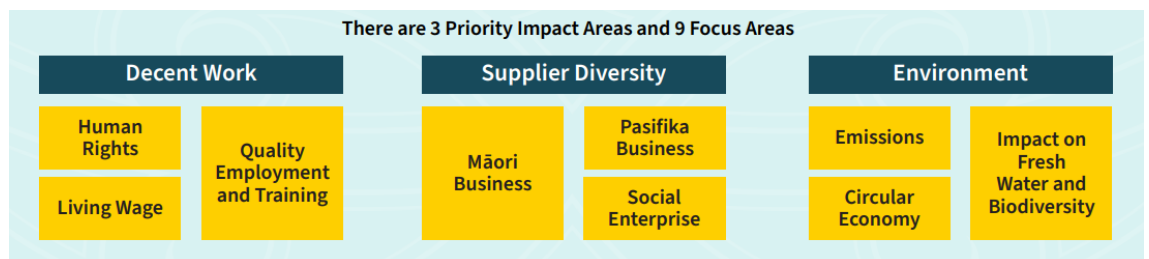 There are 3 Priority Impact Areas and 9 Focus Areas
Decent Work
Human
Rights
Living Wage
Quality
Employment
and Training
Supplier Diversity
Māori
Business
Pasifika
Business
Social
Enterprise
Environment
Emissions
Circular
Economy
Impact on
Fresh
Water and
Biodiversity